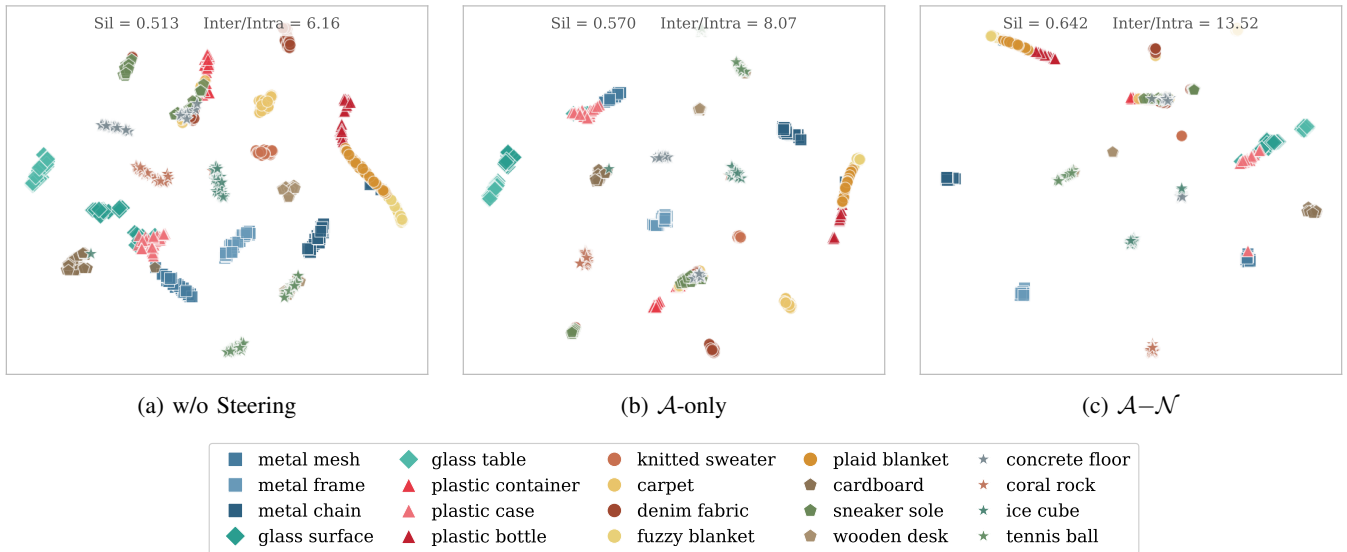 Sil = 0.513 Inter/Intra = 6.16
Sil = 0.570 Inter/Intra = 8.07
Sil = 0.642 Inter/Intra = 13.52
(a) w/o Steering
(b) 𝒜-only
(c) 𝒜−𝒩
metal mesh glass table knitted sweater plaid blanket concrete floor
metal frame plastic container carpet cardboard coral rock
metal chain plastic case denim fabric sneaker sole ice cube
glass surface plastic bottle fuzzy blanket wooden desk tennis ball